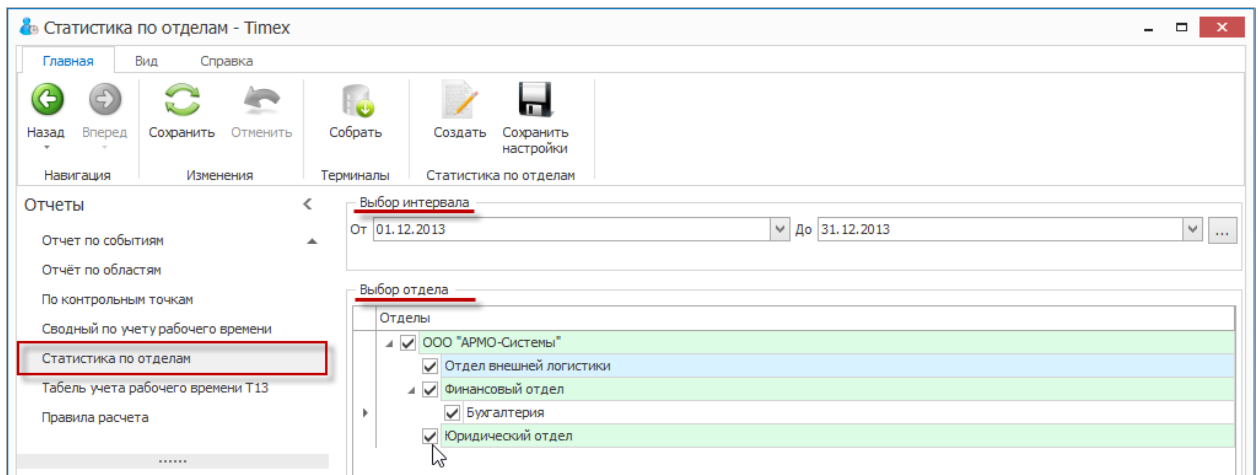 Статистика по отделам - Timex
Главная Вид Справка
Назад Вперед Сохранить Отменить Собрать Создать Сохранить настройки
Навигация Изменения Терминалы Статистика по отделам
Отчеты
Отчет по событиям
Отчёт по областям
По контрольным точкам
Сводный по учету рабочего времени
Статистика по отделам
Табель учета рабочего времени Т13
Правила расчета
Выбор интервала
От 01.12.2013 До 31.12.2013 ...
Выбор отдела
Отделы
ООО "АРМО-Системы"
Отдел внешней логистики
Финансовый отдел
Бухгалтерия
Юридический отдел